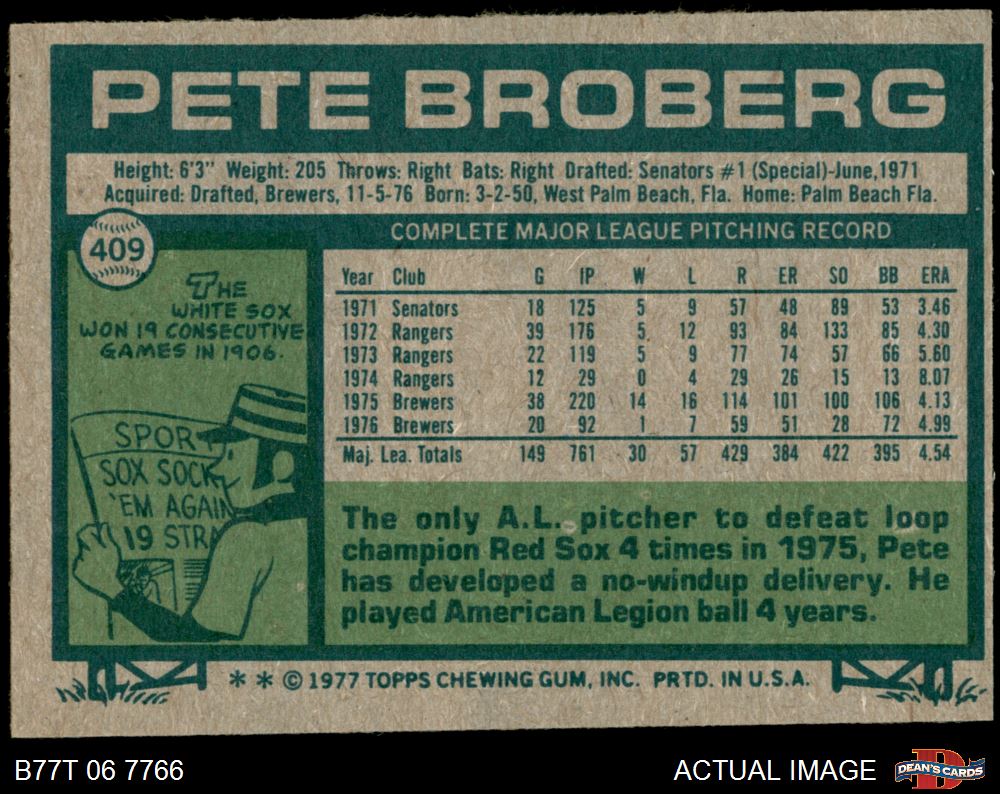 PETE BROBERG
Height: 6'3" Weight: 205 Throws: Right Bats: Right Drafted: Senators #1 (Special)-June,1971
Acquired: Drafted, Brewers, 11-5-76 Born: 3-2-50, West Palm Beach, Fla. Home: Palm Beach Fla.
409
THE
WHITE SOX
WON 19 CONSECUTIVE
GAMES IN 1906.
SPOR
SOX SOCK
'EM AGAIN
19 STRA
COMPLETE MAJOR LEAGUE PITCHING RECORD
Year Club G IP W L R ER SO BB ERA
1971 Senators 18 125 5 9 57 48 89 53 3.46
1972 Rangers 39 176 5 12 93 84 133 85 4.30
1973 Rangers 22 119 5 9 77 74 57 66 5.60
1974 Rangers 12 29 0 4 29 26 15 13 8.07
1975 Brewers 38 220 14 16 114 101 100 106 4.13
1976 Brewers 20 92 1 7 59 51 28 72 4.99
Maj. Lea. Totals 149 761 30 57 429 384 422 395 4.54
The only A.L. pitcher to defeat loop
champion Red Sox 4 times in 1975, Pete
has developed a no-windup delivery. He
played American Legion ball 4 years.
** © 1977 TOPPS CHEWING GUM, INC. PRTD. IN U.S.A.
B77T 06 7766
ACTUAL IMAGE
DEAN'S CARDS